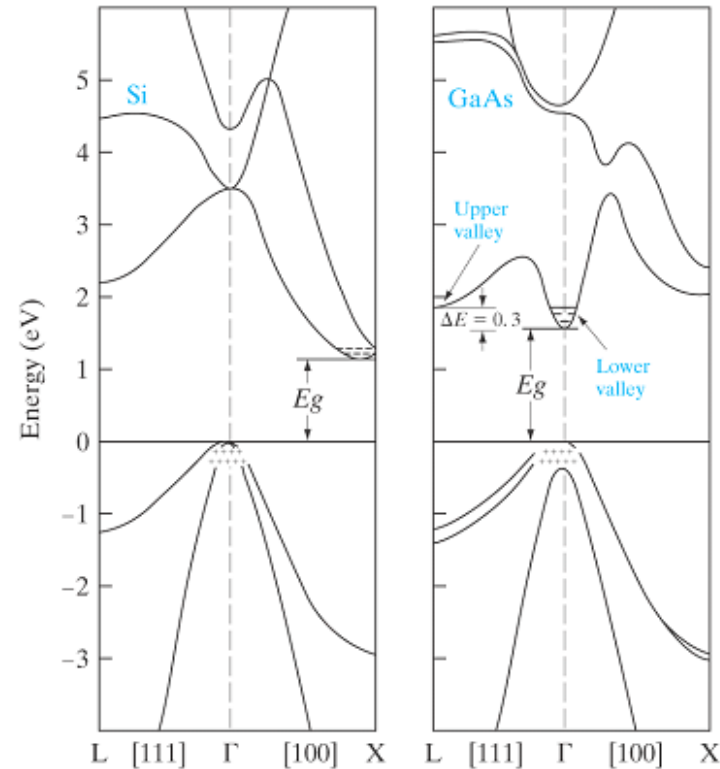 Energy (eV)
5
4
3
2
1
0
−1
−2
−3
Si
Eg
L [111] Γ [100] X
GaAs
Upper
valley
ΔE = 0.3
Lower
valley
Eg
L [111] Γ [100] X